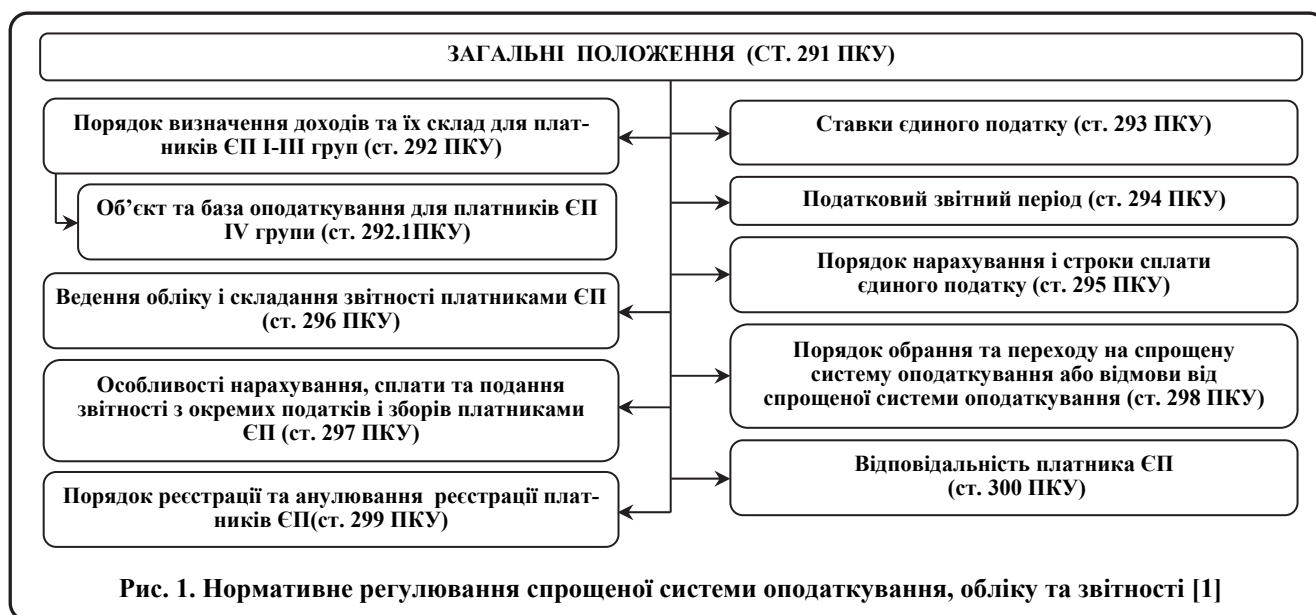 ЗАГАЛЬНІ ПОЛОЖЕННЯ (СТ. 291 ПКУ)
Порядок визначення доходів та їх склад для плат-
ників ЄП І-ІІІ груп (ст. 292 ПКУ)
Об’єкт та база оподаткування для платників ЄП
IV групи (ст. 292.1ПКУ)
Ведення обліку і складання звітності платниками ЄП
(ст. 296 ПКУ)
Особливості нарахування, сплати та подання
звітності з окремих податків і зборів платниками
ЄП (ст. 297 ПКУ)
Порядок реєстрації та анулювання реєстрації плат-
ників ЄП(ст. 299 ПКУ)
Ставки єдиного податку (ст. 293 ПКУ)
Податковий звітний період (ст. 294 ПКУ)
Порядок нарахування і строки сплати
єдиного податку (ст. 295 ПКУ)
Порядок обрання та переходу на спрощену
систему оподаткування або відмови від
спрощеної системи оподаткування (ст. 298 ПКУ)
Відповідальність платника ЄП
(ст. 300 ПКУ)
Рис. 1. Нормативне регулювання спрощеної системи оподаткування, обліку та звітності [1]